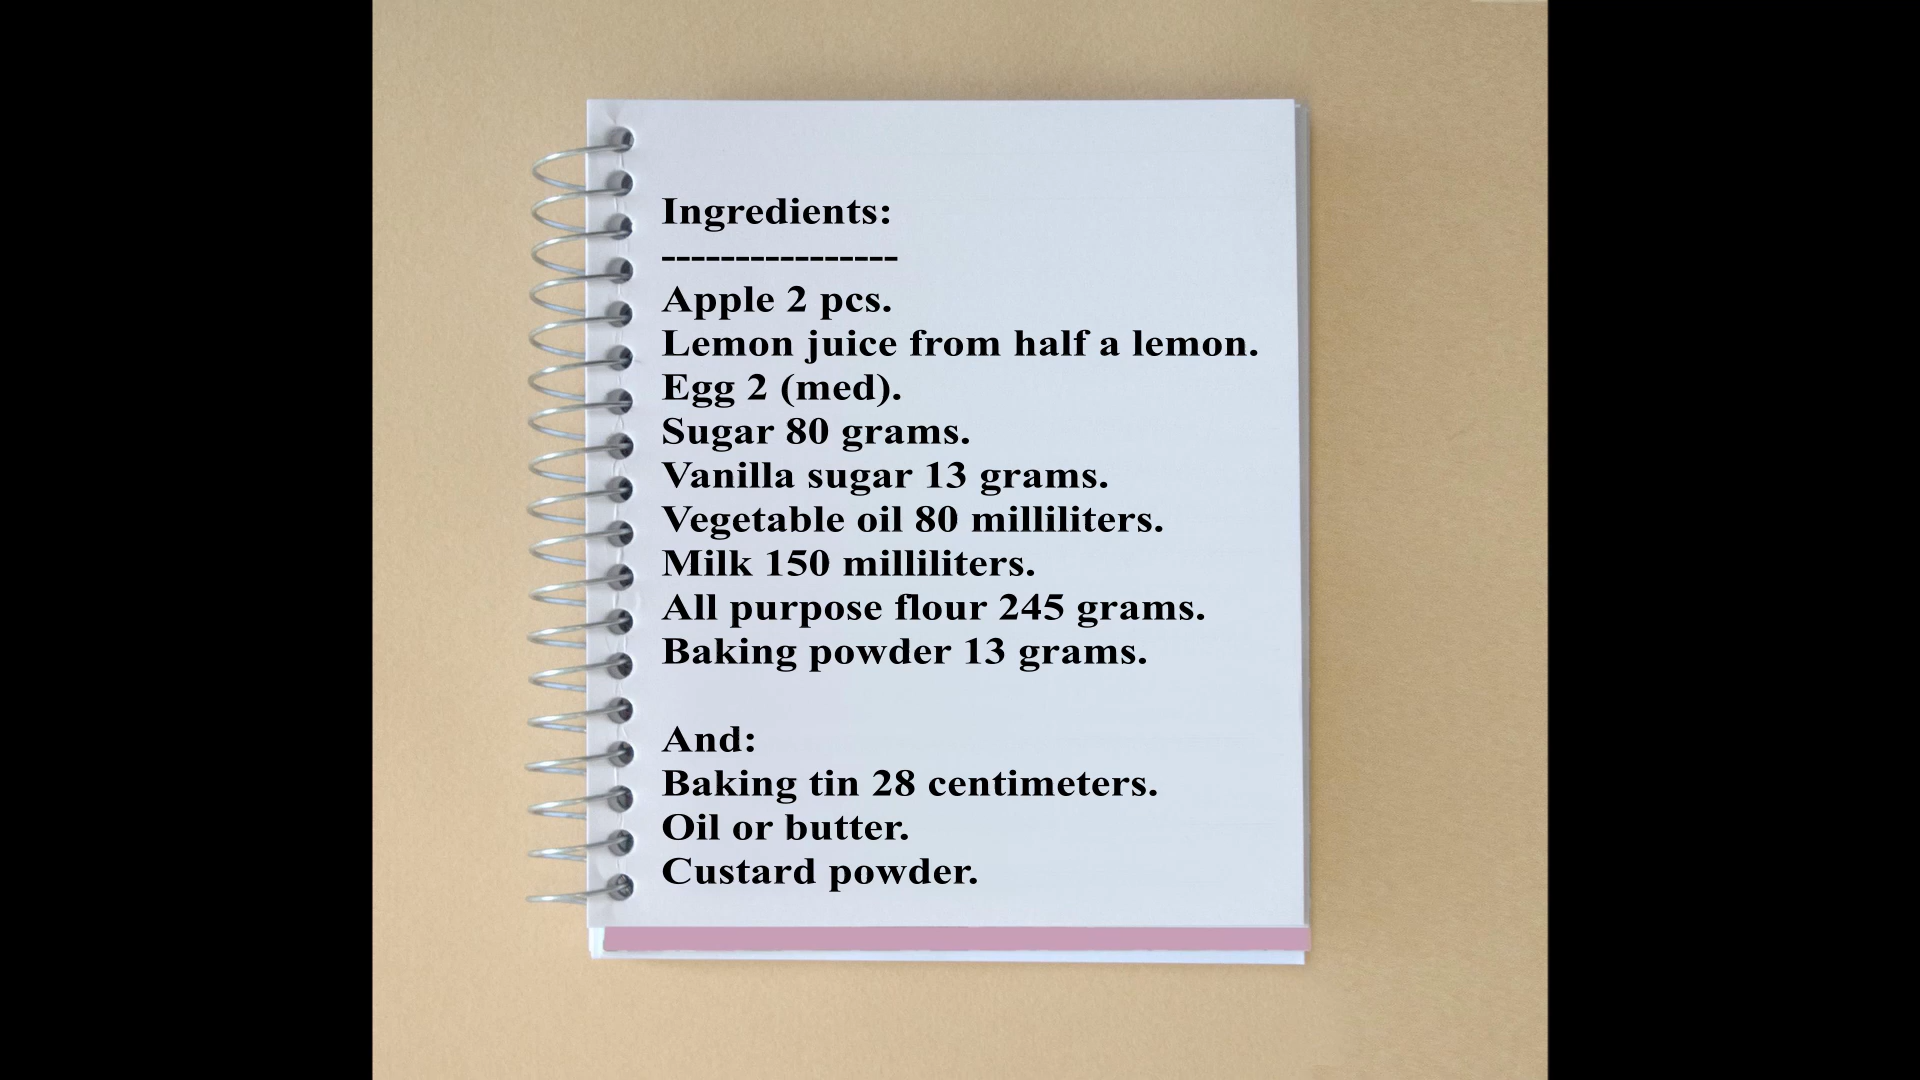 Ingredients:
----------------
Apple 2 pcs.
Lemon juice from half a lemon.
Egg 2 (med).
Sugar 80 grams.
Vanilla sugar 13 grams.
Vegetable oil 80 milliliters.
Milk 150 milliliters.
All purpose flour 245 grams.
Baking powder 13 grams.
And:
Baking tin 28 centimeters.
Oil or butter.
Custard powder.